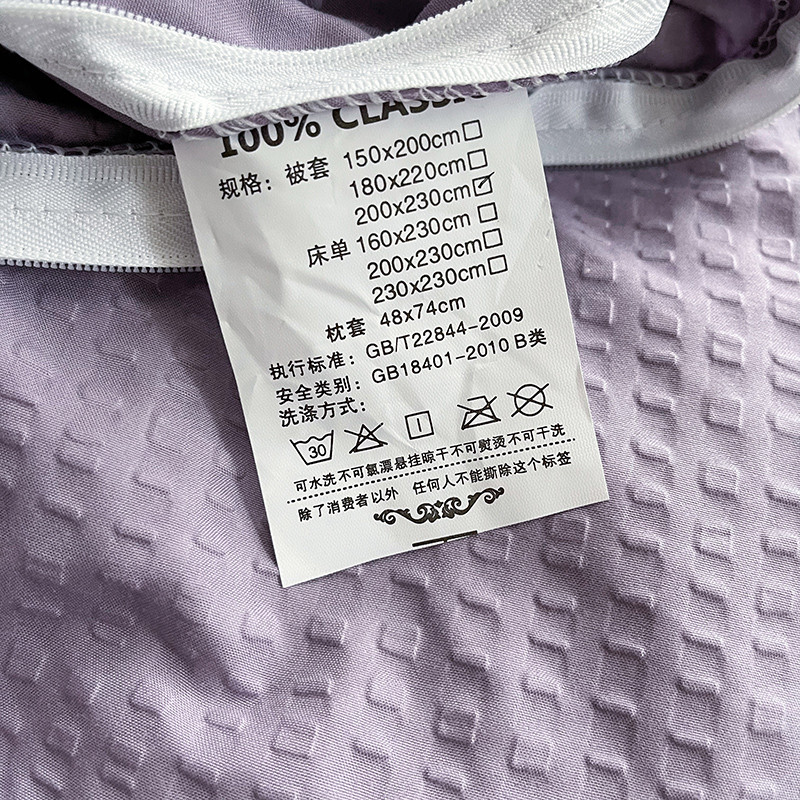 100% CLASSIC
规格：被套 150x200cm□
180x220cm□
200x230cm☑
床单 160x230cm □
200x230cm□
230x230cm□
枕套 48x74cm
执行标准：GB/T22844-2009
安全类别：GB18401-2010 B类
洗涤方式：
30
可水洗不可氯漂悬挂晾干不可熨烫不可干洗
除了消费者以外 任何人不能撕除这个标签